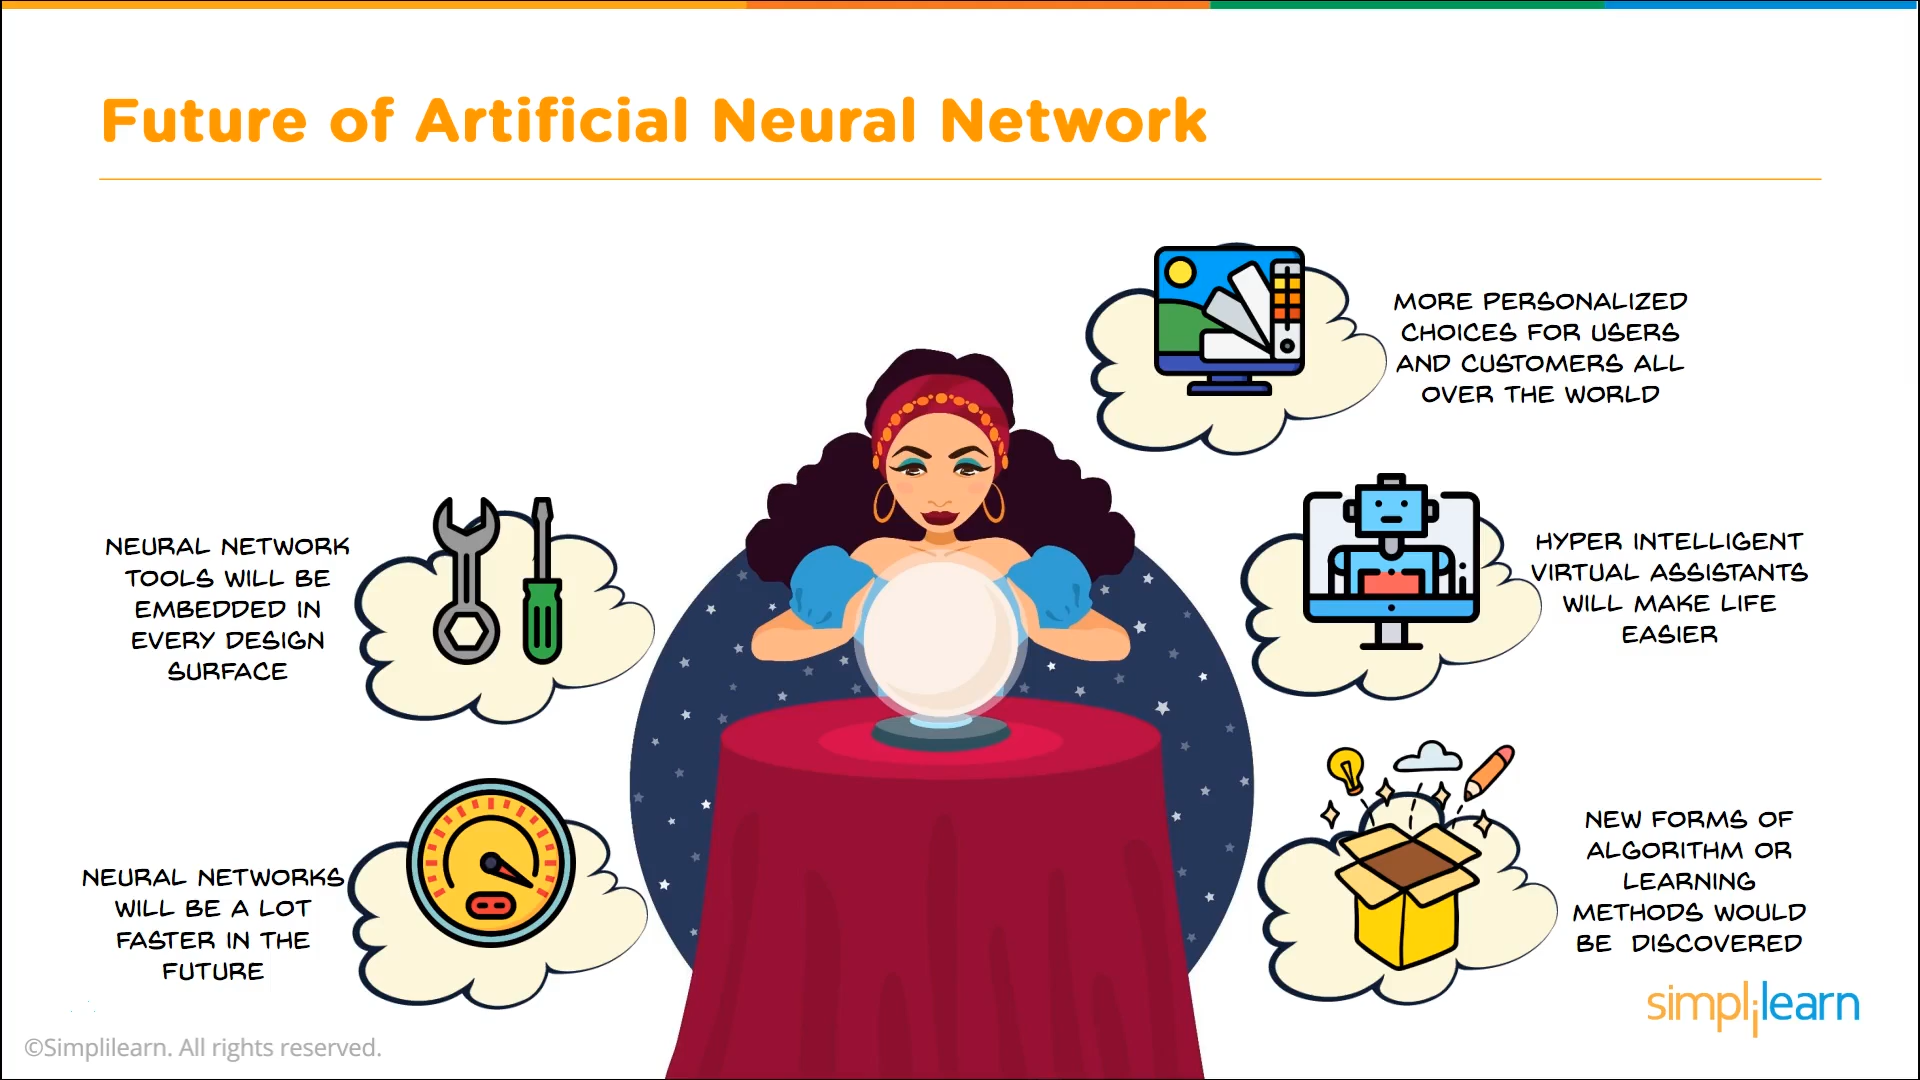 Future of Artificial Neural Network
MORE PERSONALIZED
CHOICES FOR USERS
AND CUSTOMERS ALL
OVER THE WORLD
NEURAL NETWORK
TOOLS WILL BE
EMBEDDED IN
EVERY DESIGN
SURFACE
HYPER INTELLIGENT
VIRTUAL ASSISTANTS
WILL MAKE LIFE
EASIER
NEURAL NETWORKS
WILL BE A LOT
FASTER IN THE
FUTURE
NEW FORMS OF
ALGORITHM OR
LEARNING
METHODS WOULD
BE DISCOVERED
simplilearn
©Simplilearn. All rights reserved.